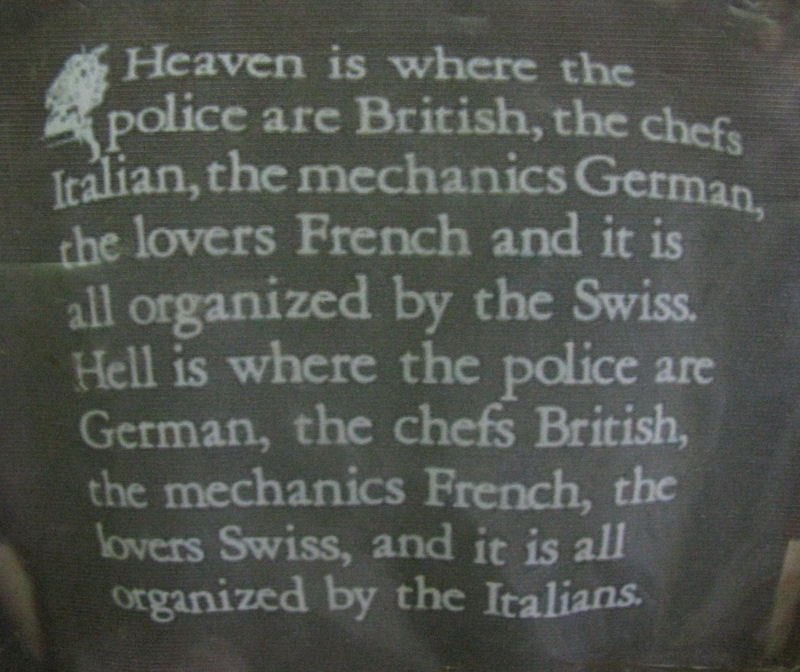 Heaven is where the
police are British, the chefs
Italian, the mechanics German,
the lovers French and it is
all organized by the Swiss.
Hell is where the police are
German, the chefs British,
the mechanics French, the
lovers Swiss, and it is all
organized by the Italians.